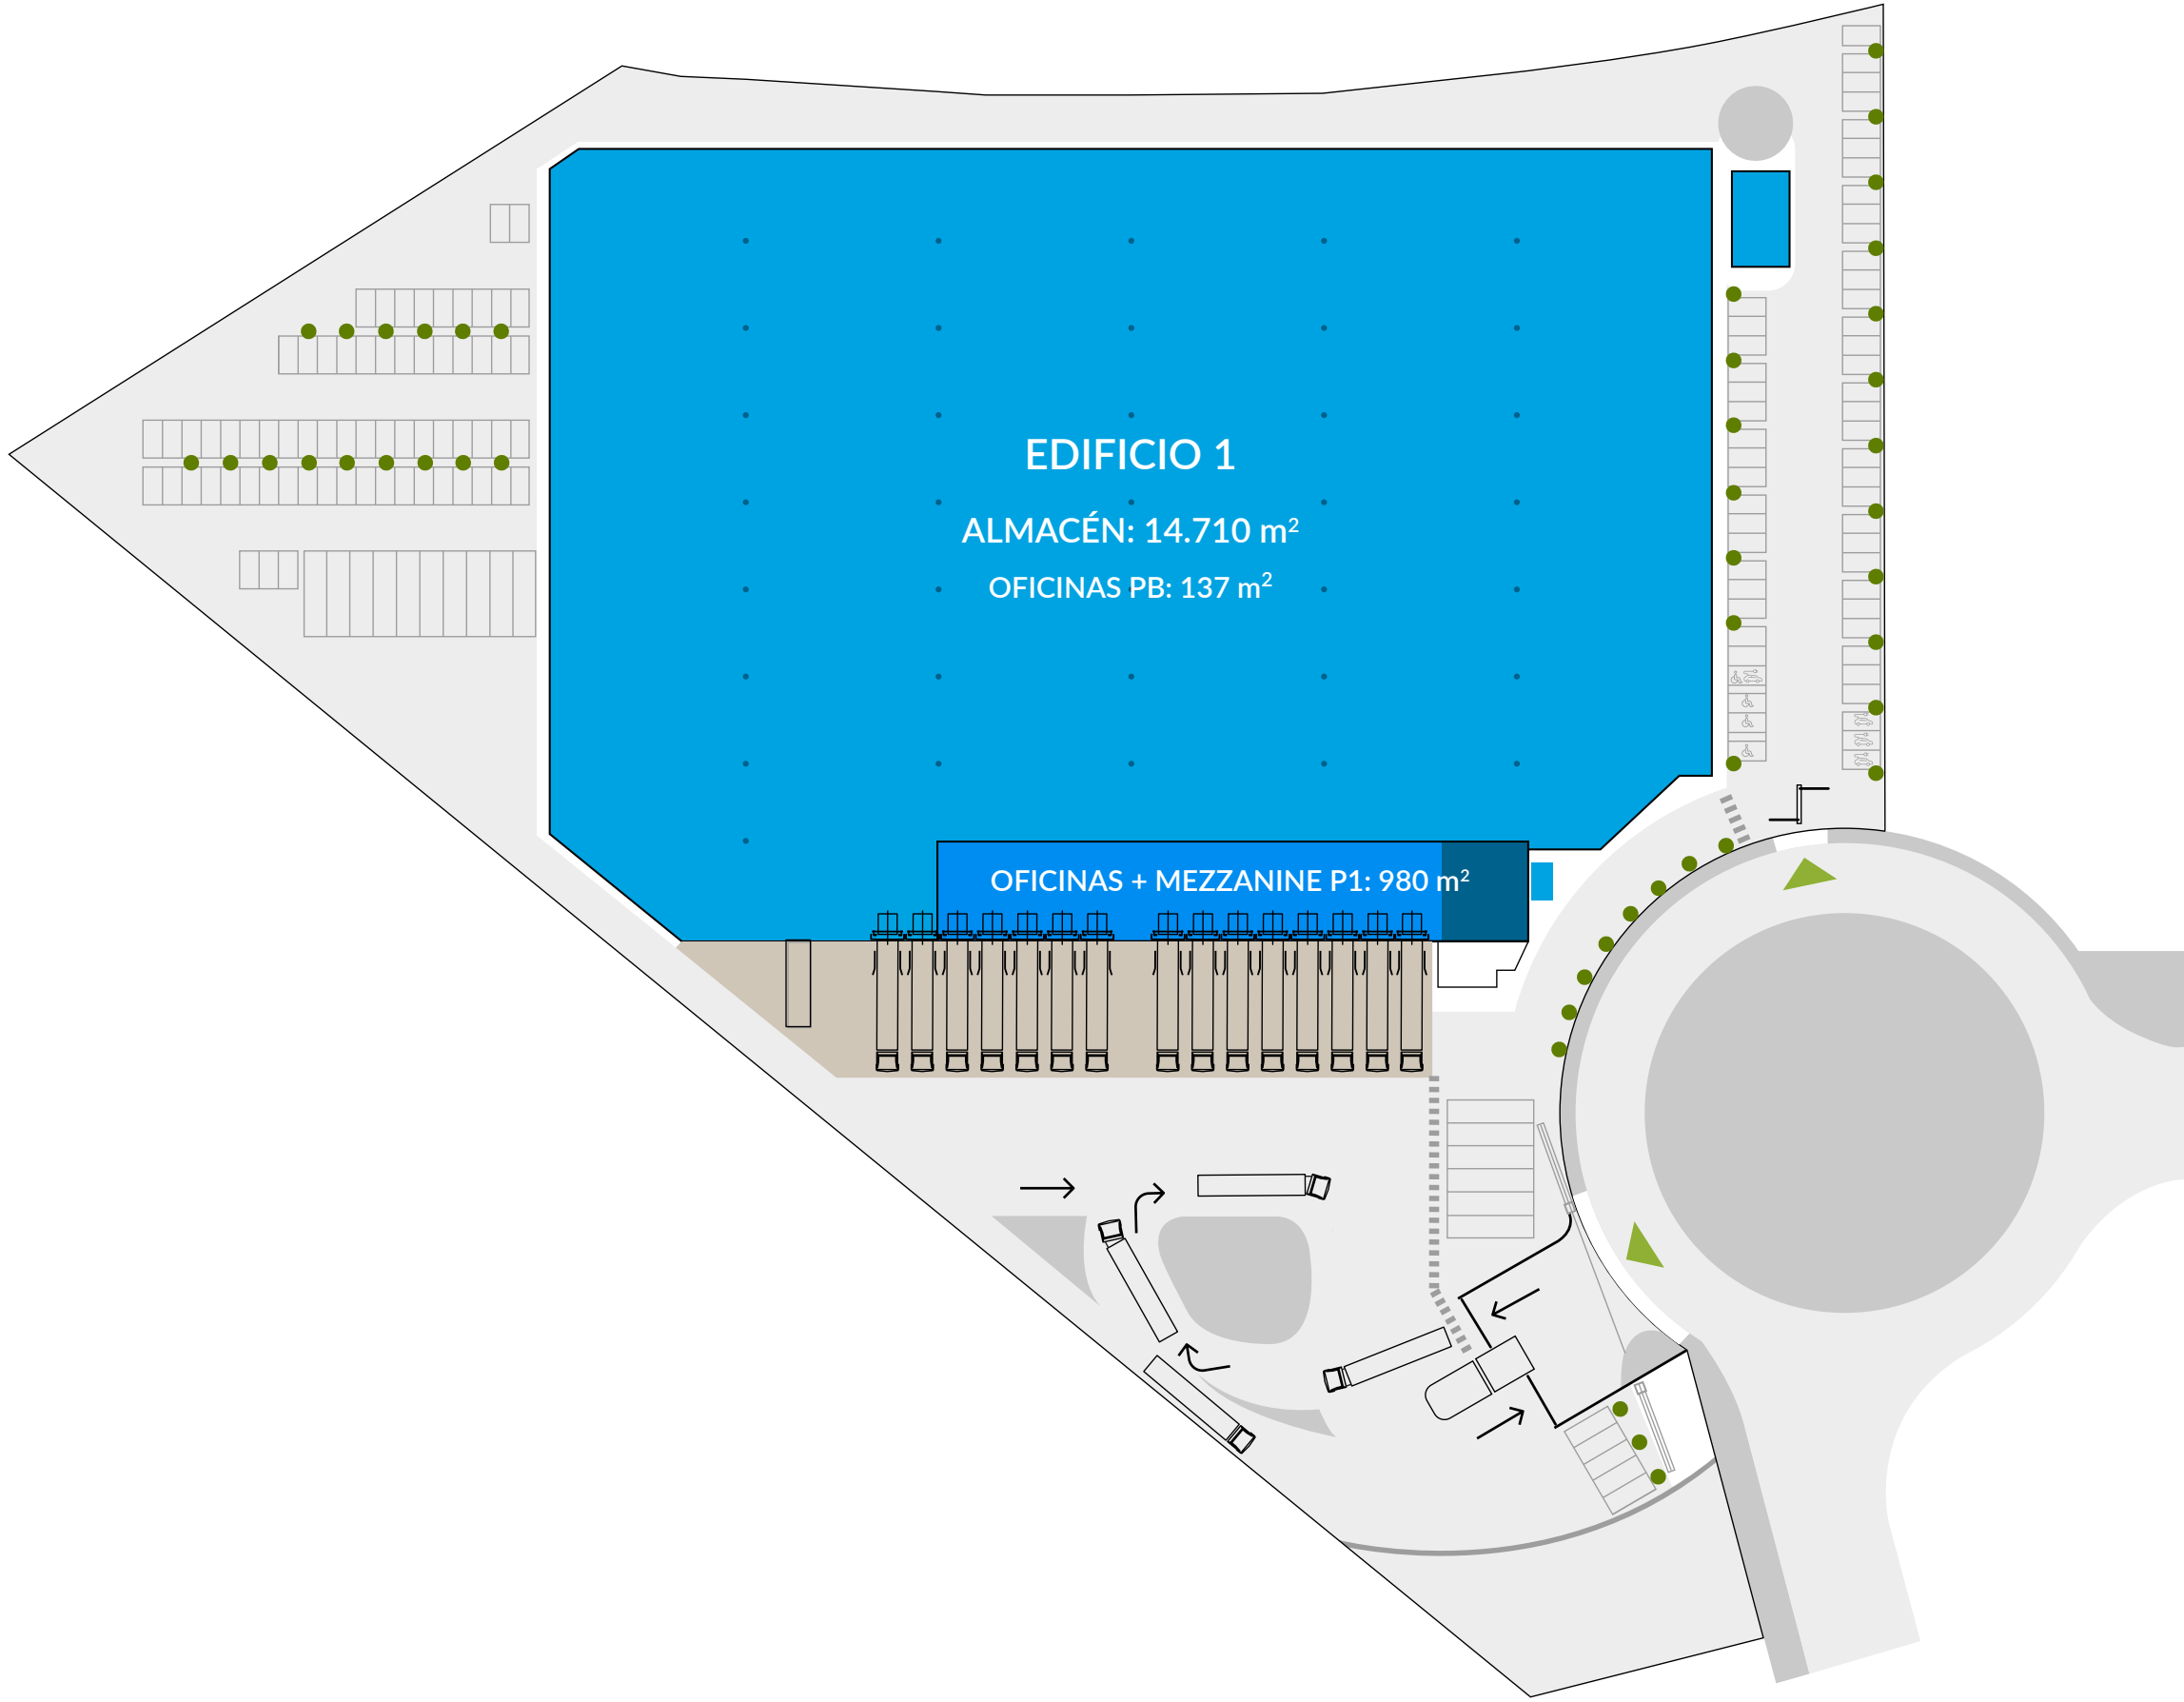 EDIFICIO 1
ALMACÉN: 14.710 m²
OFICINAS PB: 137 m²
OFICINAS + MEZZANINE P1: 980 m²